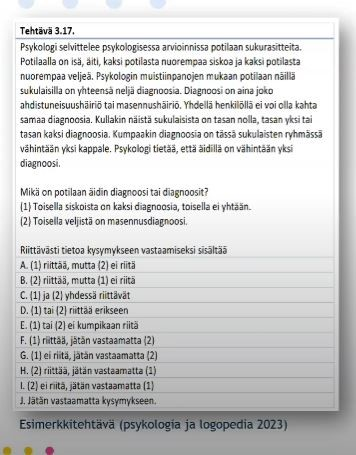 Tehtävä 3.17.
Psykologi selvittelee psykologisessa arvioinnissa potilaan sukurasitteita.
Potilaalla on isä, äiti, kaksi potilasta nuorempaa siskoa ja kaksi potilasta
nuorempaa veljeä. Psykologin muistiinpanojen mukaan potilaan näillä
sukulaisilla on yhteensä neljä diagnoosia. Diagnoosi on aina joko
ahdistuneisuushäiriö tai masennushäiriö. Yhdellä henkilöllä ei voi olla kahta
samaa diagnoosia. Kullakin näistä sukulaisista on tasan nolla, tasan yksi tai
tasan kaksi diagnoosia. Kumpaakin diagnoosia on tässä sukulaisten ryhmässä
vähintään yksi kappale. Psykologi tietää, että äidillä on vähintään yksi
diagnoosi.
Mikä on potilaan äidin diagnoosi tai diagnoosit?
(1) Toisella siskoista on kaksi diagnoosia, toisella ei yhtään.
(2) Toisella veljistä on masennusdiagnoosi.
Riittävästi tietoa kysymykseen vastaamiseksi sisältää
A. (1) riittää, mutta (2) ei riitä
B. (2) riittää, mutta (1) ei riitä
C. (1) ja (2) yhdessä riittävät
D. (1) tai (2) riittää erikseen
E. (1) tai (2) ei kumpikaan riitä
F. (1) riittää, jätän vastaamatta (2)
G. (1) ei riitä, jätän vastaamatta (2)
H. (2) riittää, jätän vastaamatta (1)
I. (2) ei riitä, jätän vastaamatta (1)
J. Jätän vastaamatta kysymykseen.
Esimerkkitehtävä (psykologia ja logopedia 2023)